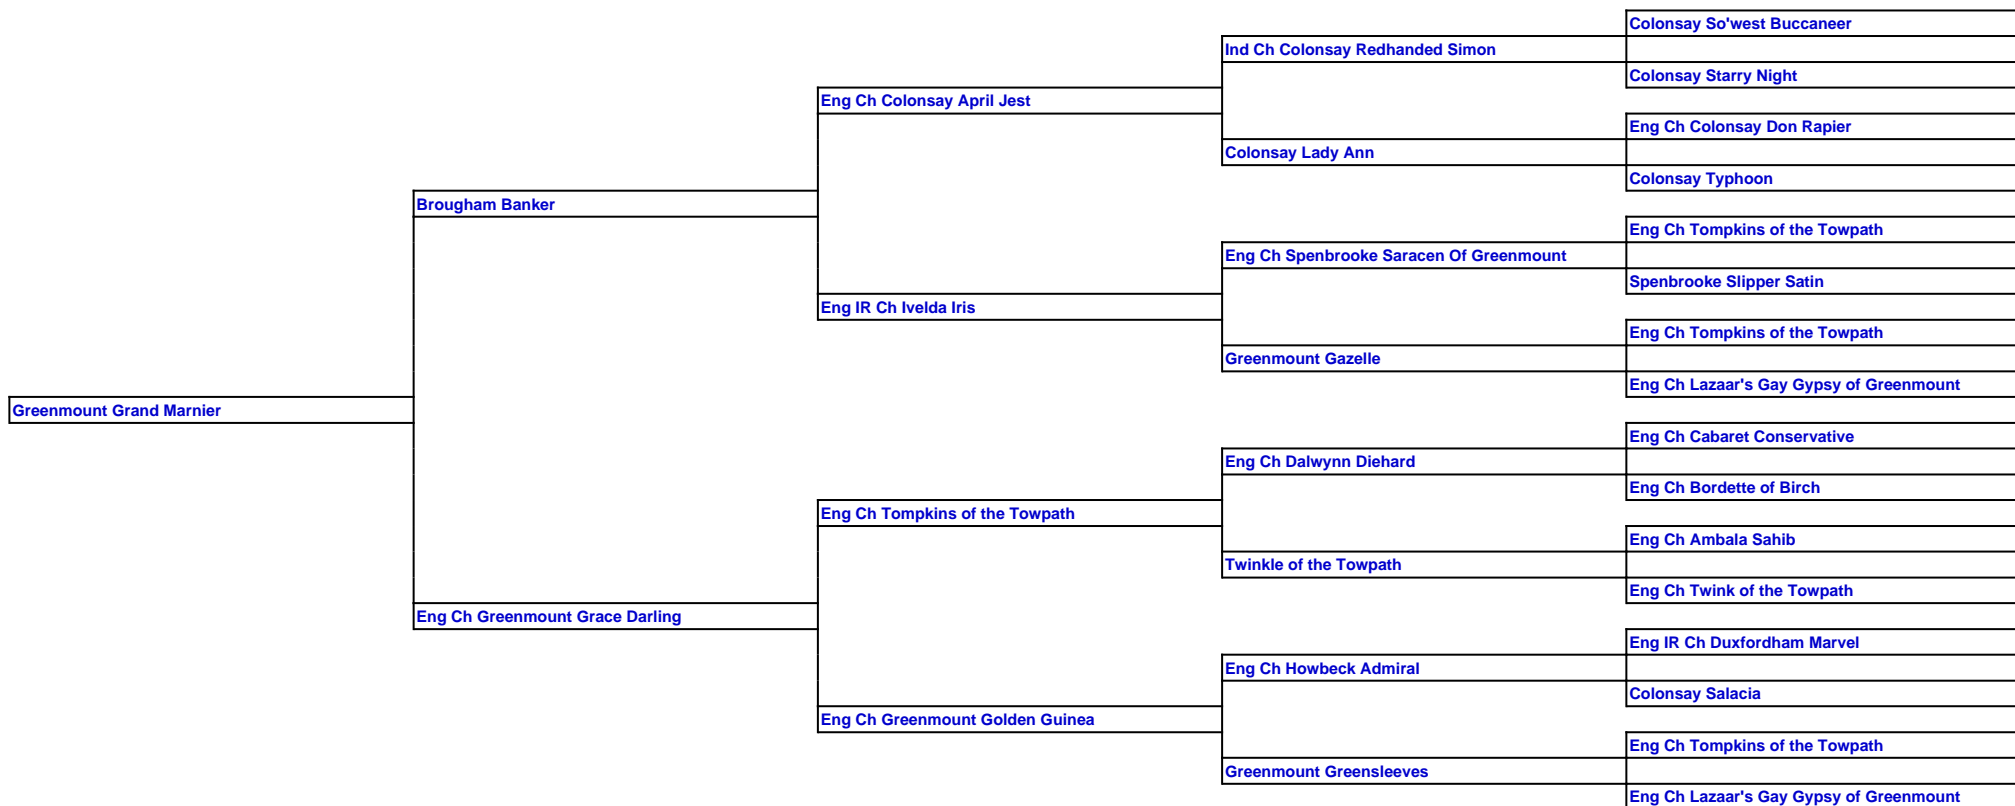 Colonsay So'west Buccaneer
Ind Ch Colonsay Redhanded Simon
Colonsay Starry Night
Eng Ch Colonsay April Jest
Eng Ch Colonsay Don Rapier
Colonsay Lady Ann
Colonsay Typhoon
Brougham Banker
Eng Ch Tompkins of the Towpath
Eng Ch Spenbrooke Saracen Of Greenmount
Spenbrooke Slipper Satin
Eng IR Ch Ivelda Iris
Eng Ch Tompkins of the Towpath
Greenmount Gazelle
Eng Ch Lazaar's Gay Gypsy of Greenmount
Greenmount Grand Marnier
Eng Ch Cabaret Conservative
Eng Ch Dalwynn Diehard
Eng Ch Bordette of Birch
Eng Ch Tompkins of the Towpath
Eng Ch Ambala Sahib
Twinkle of the Towpath
Eng Ch Twink of the Towpath
Eng Ch Greenmount Grace Darling
Eng IR Ch Duxfordham Marvel
Eng Ch Howbeck Admiral
Colonsay Salacia
Eng Ch Greenmount Golden Guinea
Eng Ch Tompkins of the Towpath
Greenmount Greensleeves
Eng Ch Lazaar's Gay Gypsy of Greenmount